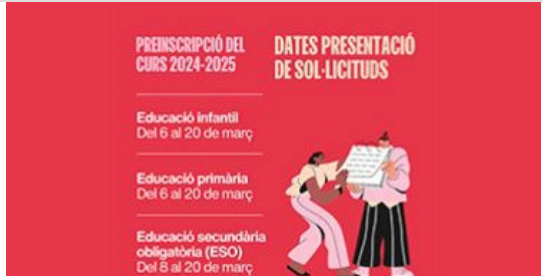 PREINSCRIPCIÓ DEL
CURS 2024-2025
DATES PRESENTACIÓ
DE SOL·LICITUDS
Educació infantil
Del 6 al 20 de març
Educació primària
Del 6 al 20 de març
Educació secundària
obligatòria (ESO)
Del 8 al 20 de març